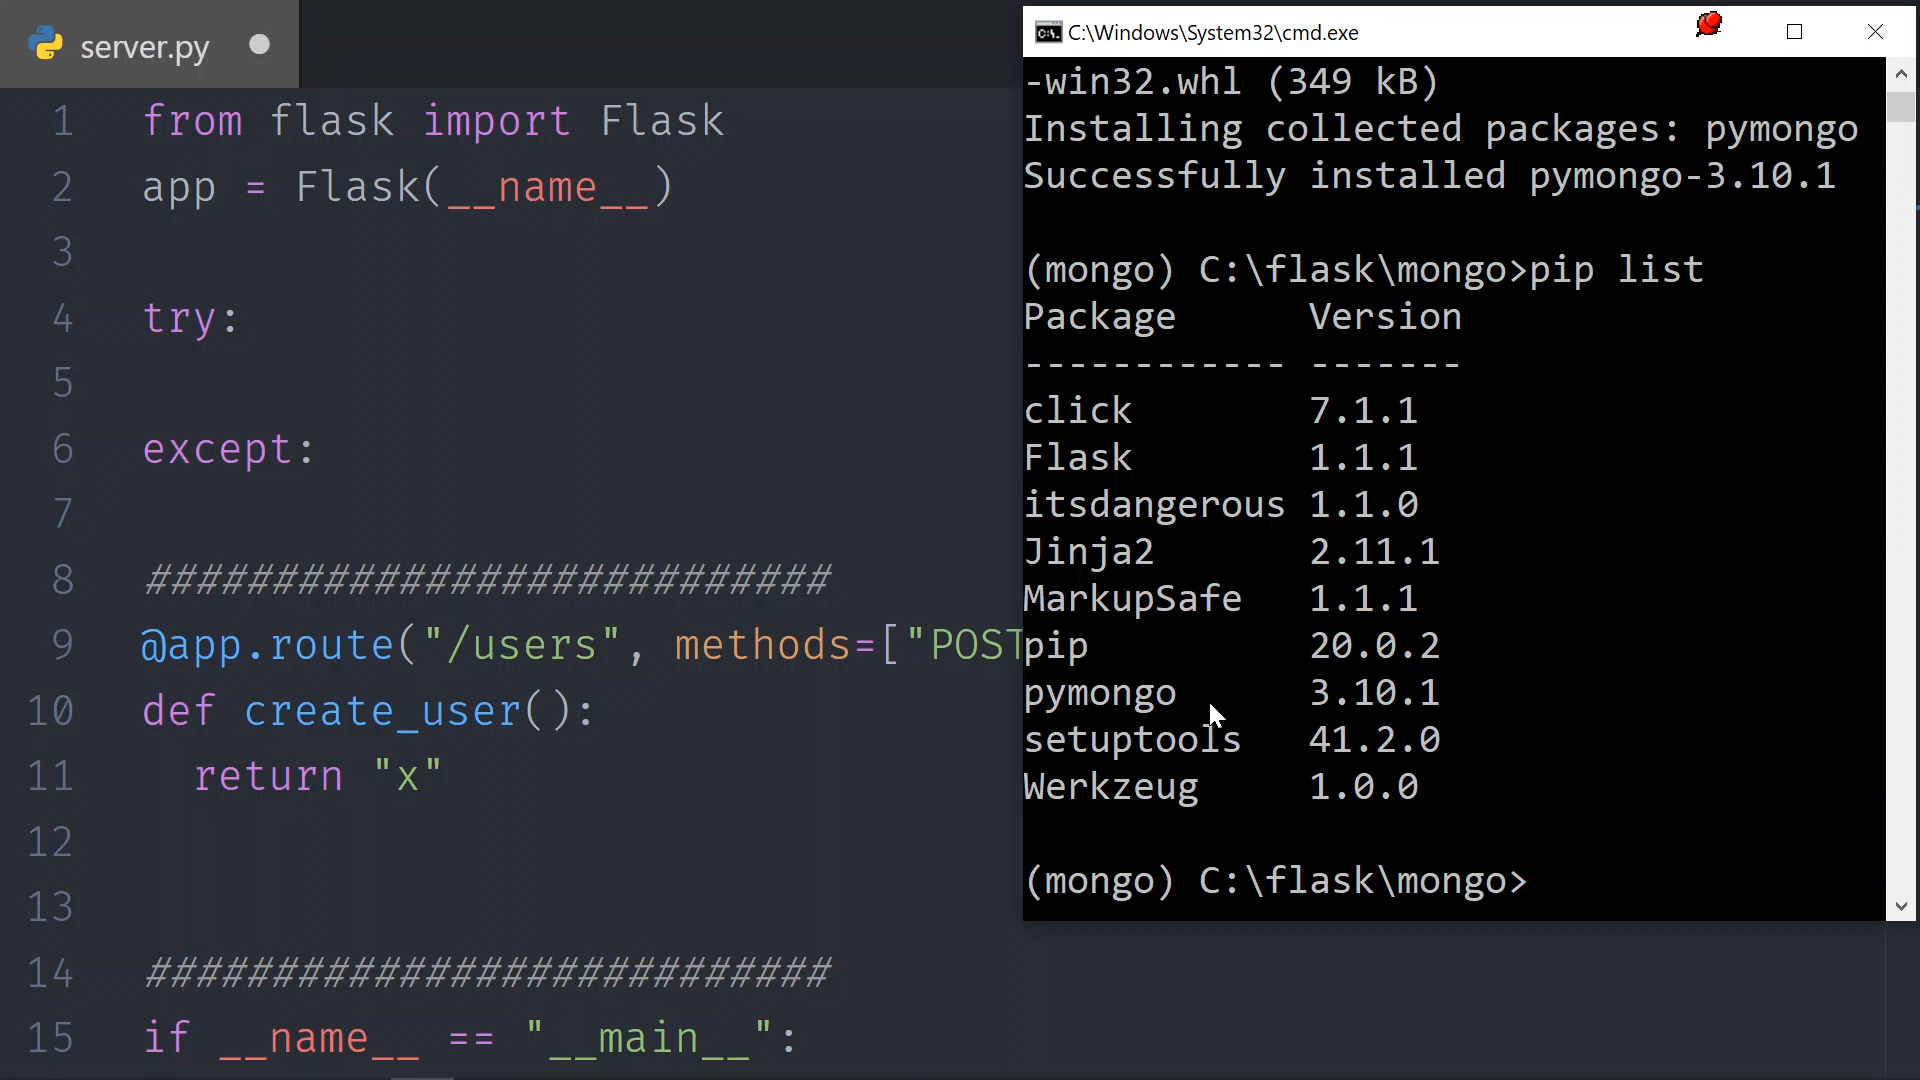 server.py
1 from flask import Flask
2 app = Flask(__name__)
3
4 try:
5
6 except:
7
8 ###########################
9 @app.route("/users", methods=["POST
10 def create_user():
11 return "x"
12
13
14 ###########################
15 if __name__ == "__main__":
C:\Windows\System32\cmd.exe
-win32.whl (349 kB)
Installing collected packages: pymongo
Successfully installed pymongo-3.10.1
(mongo) C:\flask\mongo>pip list
Package Version
------------ -------
click 7.1.1
Flask 1.1.1
itsdangerous 1.1.0
Jinja2 2.11.1
MarkupSafe 1.1.1
pip 20.0.2
pymongo 3.10.1
setuptools 41.2.0
Werkzeug 1.0.0
(mongo) C:\flask\mongo>